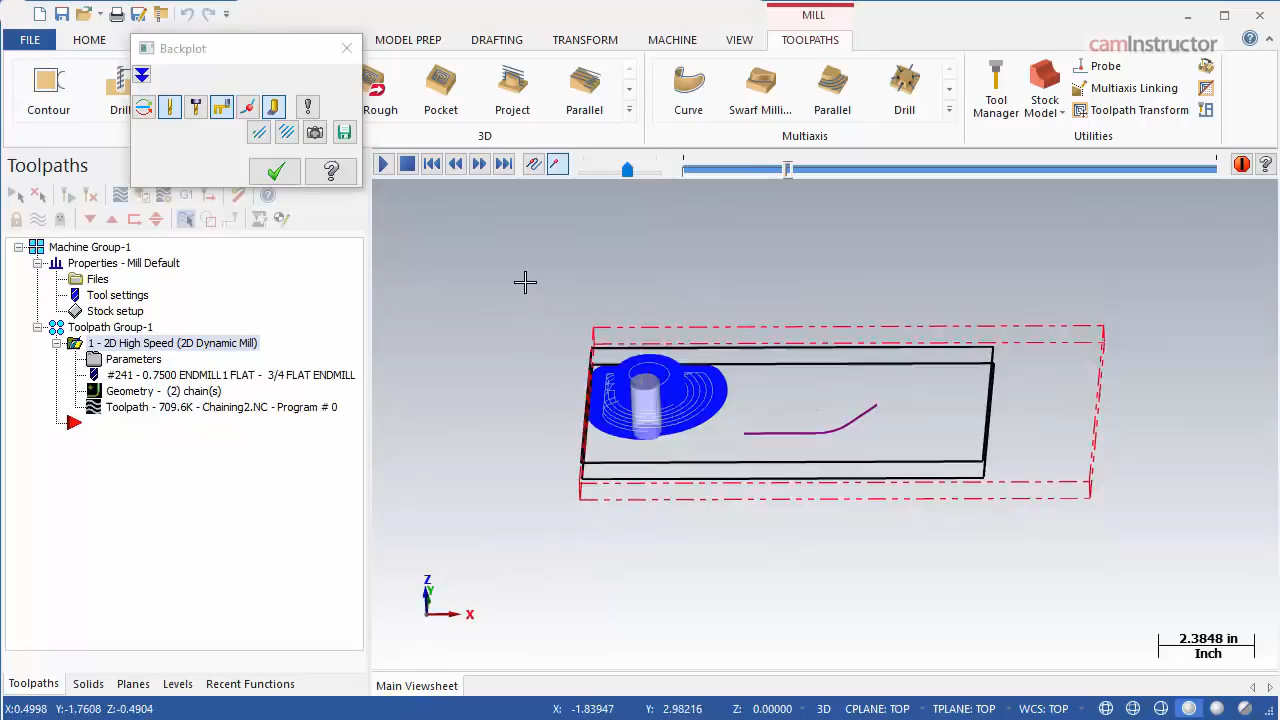 MILL
FILE
HOME
MODEL PREP
DRAFTING
TRANSFORM
MACHINE
VIEW
TOOLPATHS
camInstructor
Backplot
Contour
Drill
Rough
Pocket
Project
Parallel
Curve
Swarf Milli...
Parallel
Drill
Tool Manager
Stock Model
Probe
Multiaxis Linking
Toolpath Transform
3D
Multiaxis
Utilities
Toolpaths
G1
Machine Group-1
Properties - Mill Default
Files
Tool settings
Stock setup
Toolpath Group-1
1 - 2D High Speed (2D Dynamic Mill)
Parameters
#241 - 0.7500 ENDMILL1 FLAT - 3/4 FLAT ENDMILL
Geometry - (2) chain(s)
Toolpath - 709.6K - Chaining2.NC - Program # 0
Z
Y
X
2.3848 in
Inch
Toolpaths
Solids
Planes
Levels
Recent Functions
Main Viewsheet
X:0.4998 Y:-1.7608 Z:-0.4904
X: -1.83947
Y: 2.98216
Z: 0.00000
3D
CPLANE: TOP
TPLANE: TOP
WCS: TOP